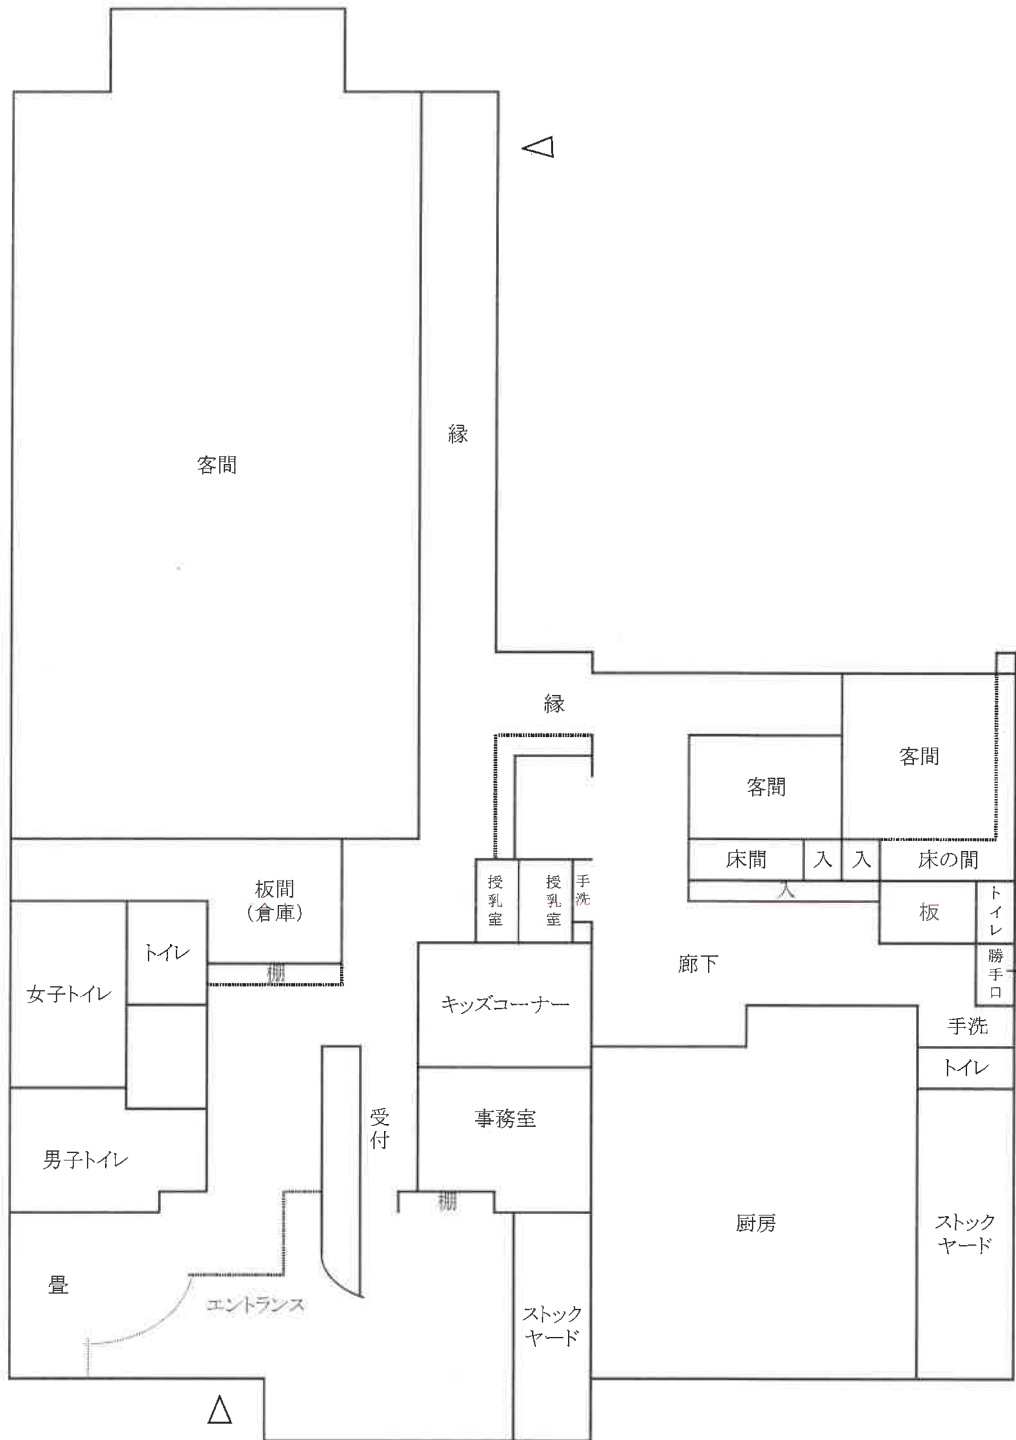 縁
客間
縁
客間
客間
床間
入
入
床の間
板間
(倉庫)
授乳室
授乳室
手洗
入
板
トイレ
トイレ
棚
廊下
勝手口
女子トイレ
キッズコーナー
手洗
トイレ
受付
事務室
男子トイレ
棚
厨房
ストック
ヤード
畳
エントランス
ストック
ヤード